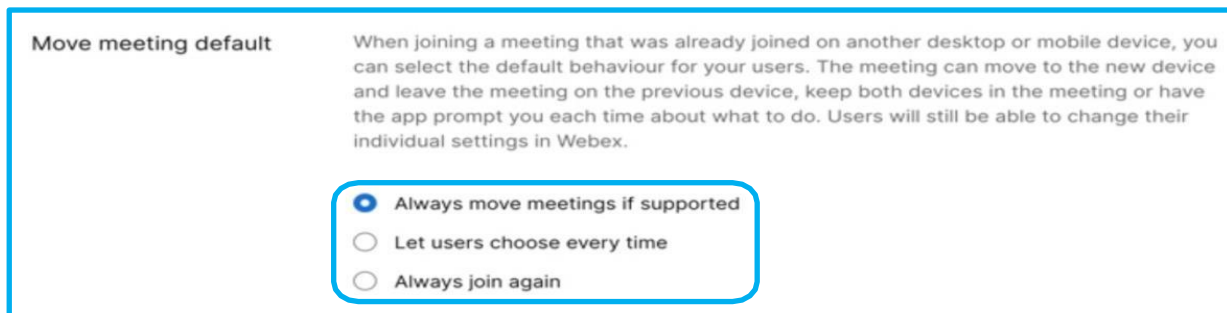 Move meeting default
When joining a meeting that was already joined on another desktop or mobile device, you
can select the default behaviour for your users. The meeting can move to the new device
and leave the meeting on the previous device, keep both devices in the meeting or have
the app prompt you each time about what to do. Users will still be able to change their
individual settings in Webex.
Always move meetings if supported
Let users choose every time
Always join again